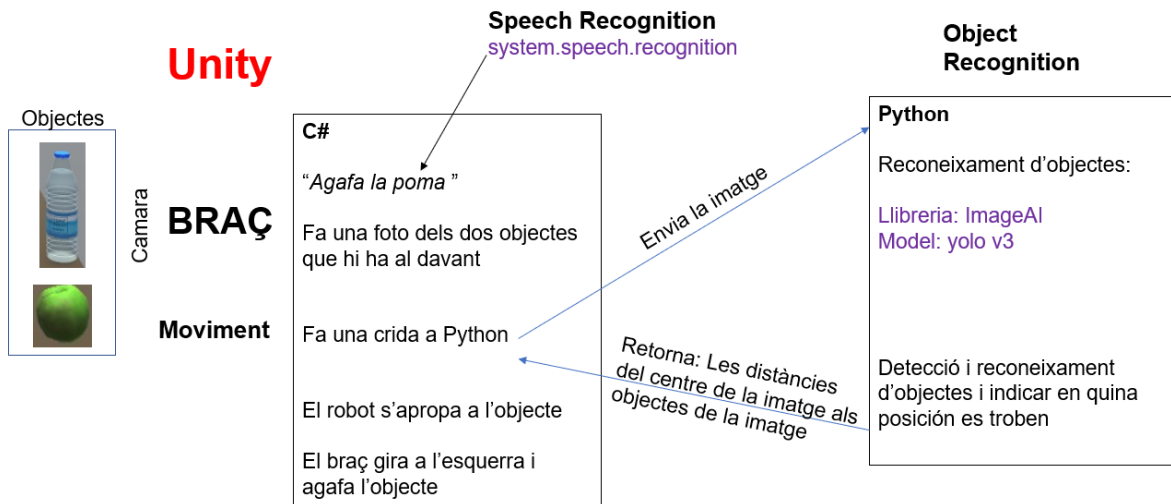 Speech Recognition
system.speech.recognition
Object
Recognition
Unity
Objectes
Camara
BRAÇ
Moviment
C#
“Agafa la poma ”
Fa una foto dels dos objectes
que hi ha al davant
Fa una crida a Python
El robot s’apropa a l’objecte
El braç gira a l’esquerra i
agafa l’objecte
Envia la imatge
Retorna: Les distàncies
del centre de la imatge als
objectes de la imatge
Python
Reconeixament d’objectes:
Llibreria: ImageAI
Model: yolo v3
Detecció i reconeixament
d’objectes i indicar en quina
posición es troben